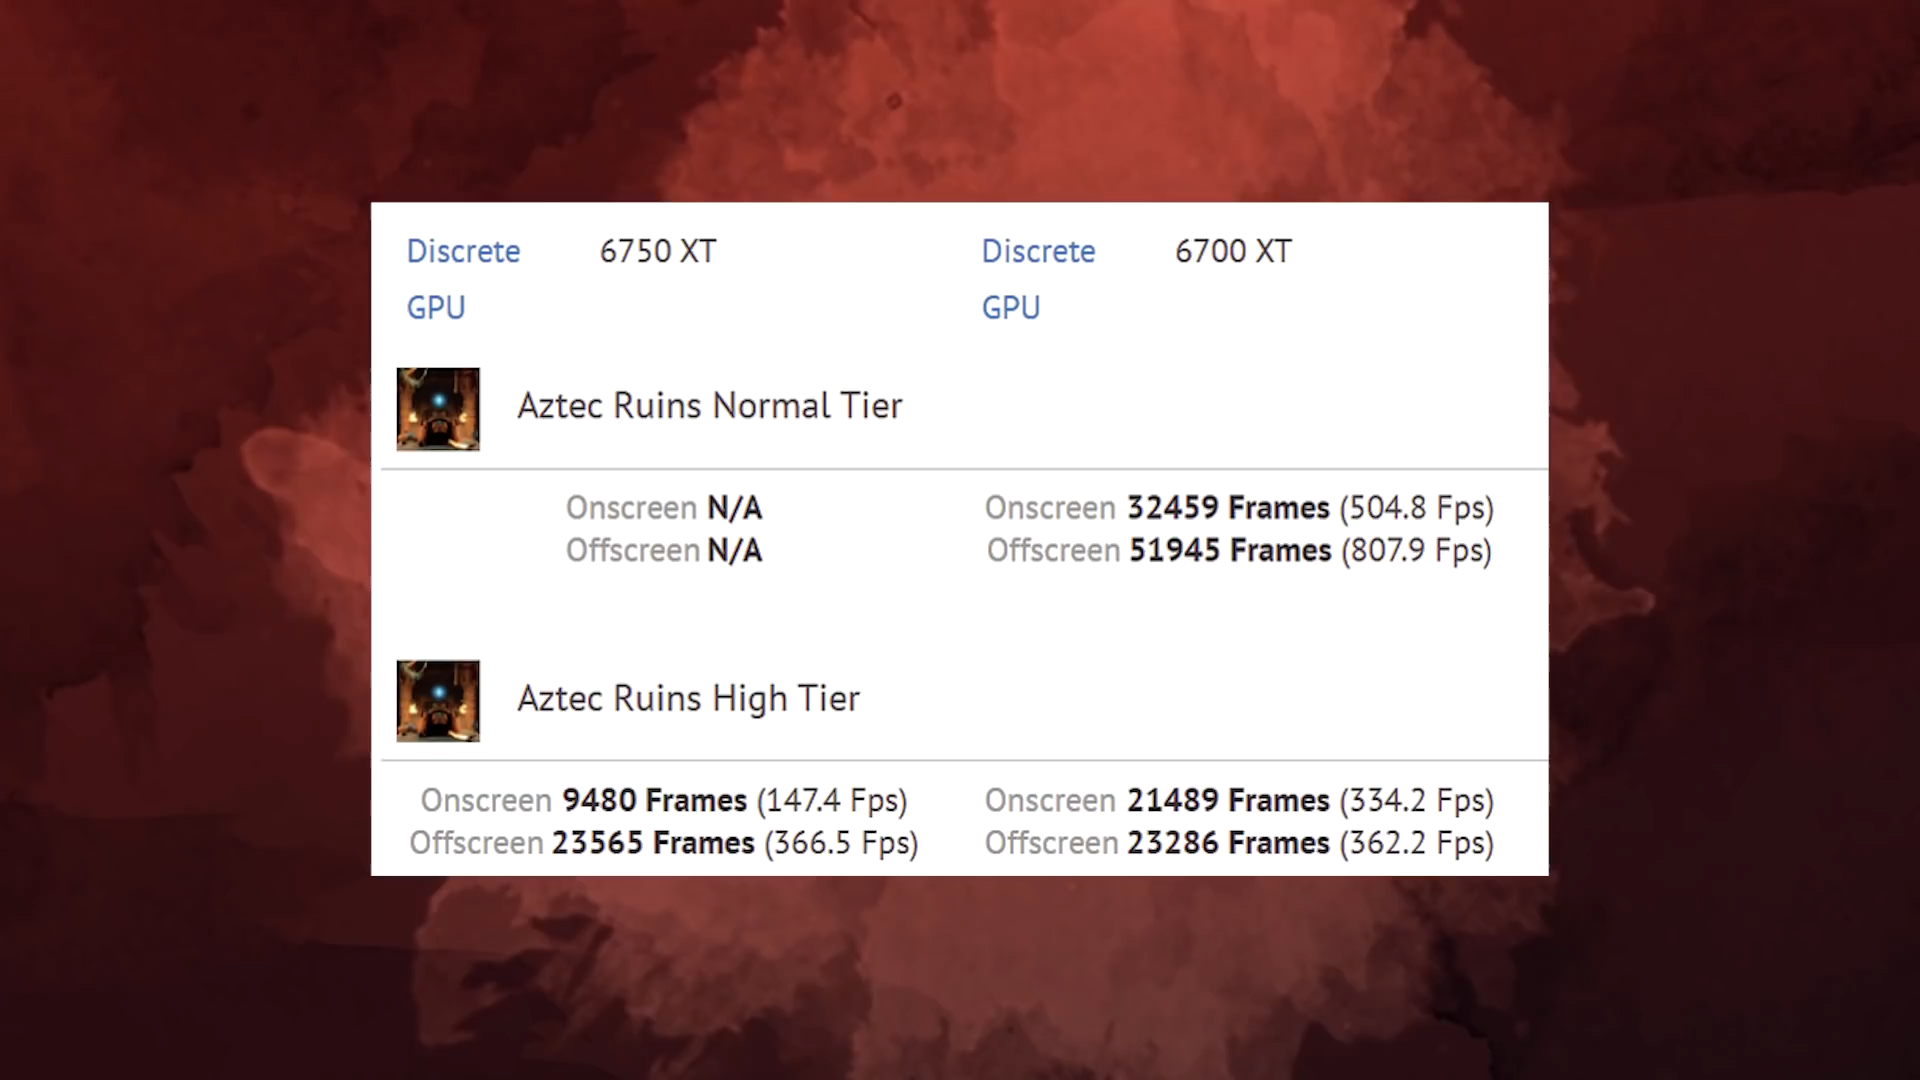 Discrete GPU 6750 XT
Discrete GPU 6700 XT
Aztec Ruins Normal Tier
Onscreen N/A
Offscreen N/A
Onscreen 32459 Frames (504.8 Fps)
Offscreen 51945 Frames (807.9 Fps)
Aztec Ruins High Tier
Onscreen 9480 Frames (147.4 Fps)
Offscreen 23565 Frames (366.5 Fps)
Onscreen 21489 Frames (334.2 Fps)
Offscreen 23286 Frames (362.2 Fps)